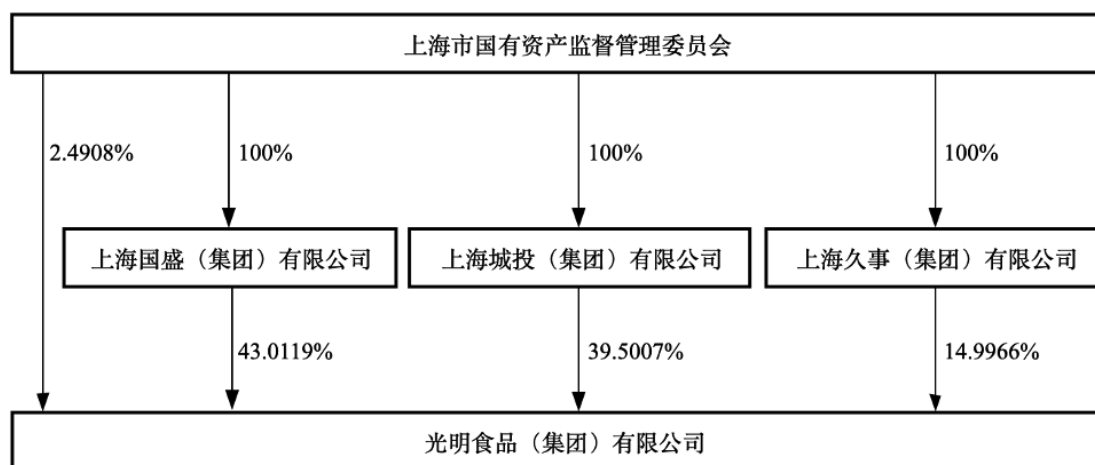 上海市国有资产监督管理委员会
2.4908%
100%
100%
100%
上海国盛（集团）有限公司
上海城投（集团）有限公司
上海久事（集团）有限公司
43.0119%
39.5007%
14.9966%
光明食品（集团）有限公司